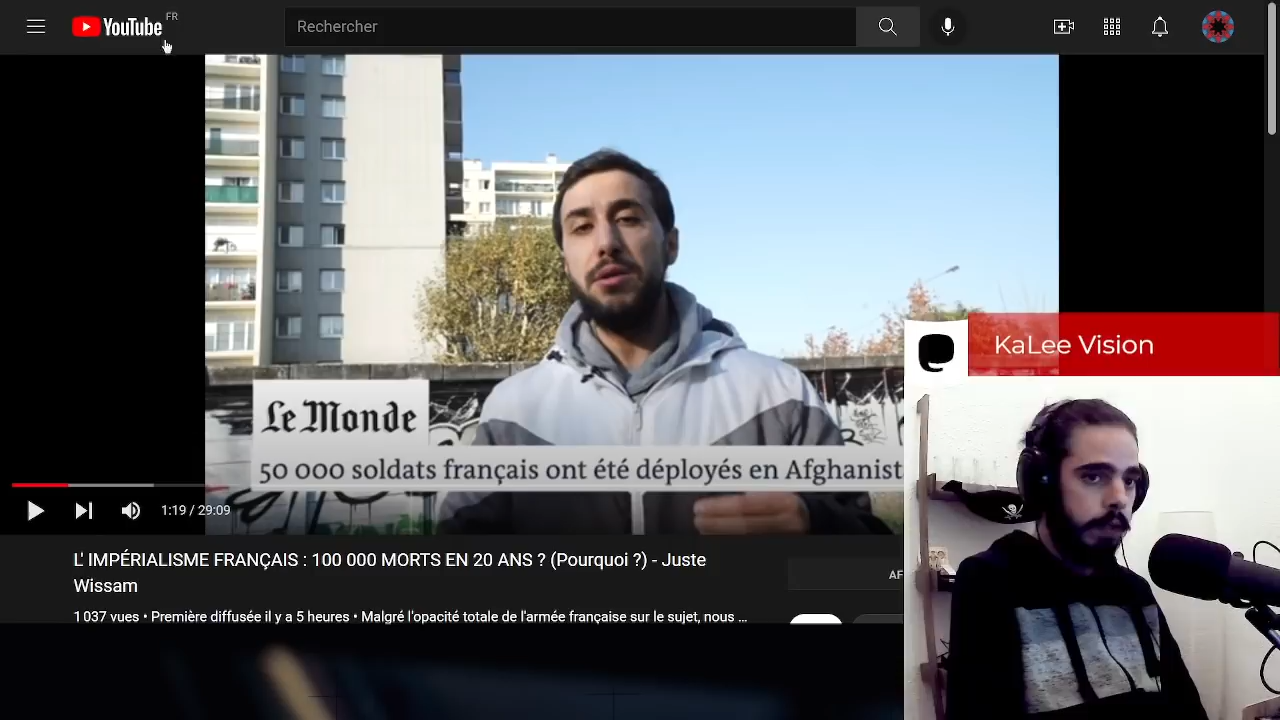 YouTube FR
Rechercher
Le Monde
50 000 soldats français ont été déployés en Afghanist
KaLee Vision
1:19 / 29:09
L' IMPÉRIALISME FRANÇAIS : 100 000 MORTS EN 20 ANS ? (Pourquoi ?) - Juste
Wissam
AF
1 037 vues • Première diffusée il y a 5 heures • Malgré l'opacité totale de l'armée française sur le sujet, nous ...